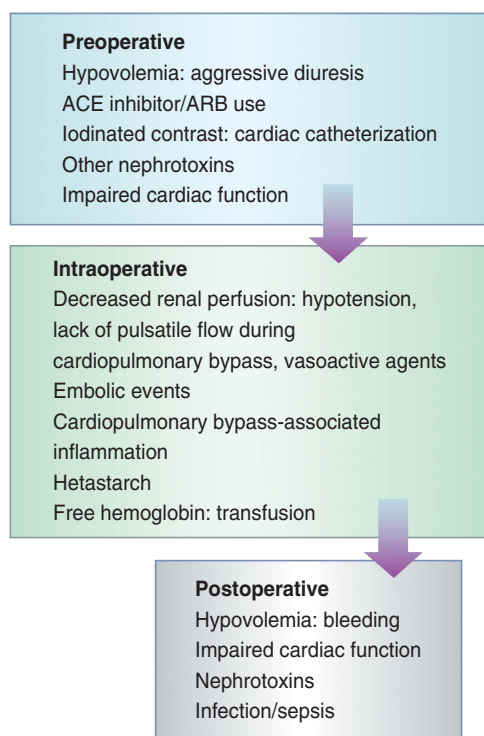 Preoperative
Hypovolemia: aggressive diuresis
ACE inhibitor/ARB use
Iodinated contrast: cardiac catheterization
Other nephrotoxins
Impaired cardiac function
Intraoperative
Decreased renal perfusion: hypotension,
lack of pulsatile flow during
cardiopulmonary bypass, vasoactive agents
Embolic events
Cardiopulmonary bypass-associated
inflammation
Hetastarch
Free hemoglobin: transfusion
Postoperative
Hypovolemia: bleeding
Impaired cardiac function
Nephrotoxins
Infection/sepsis